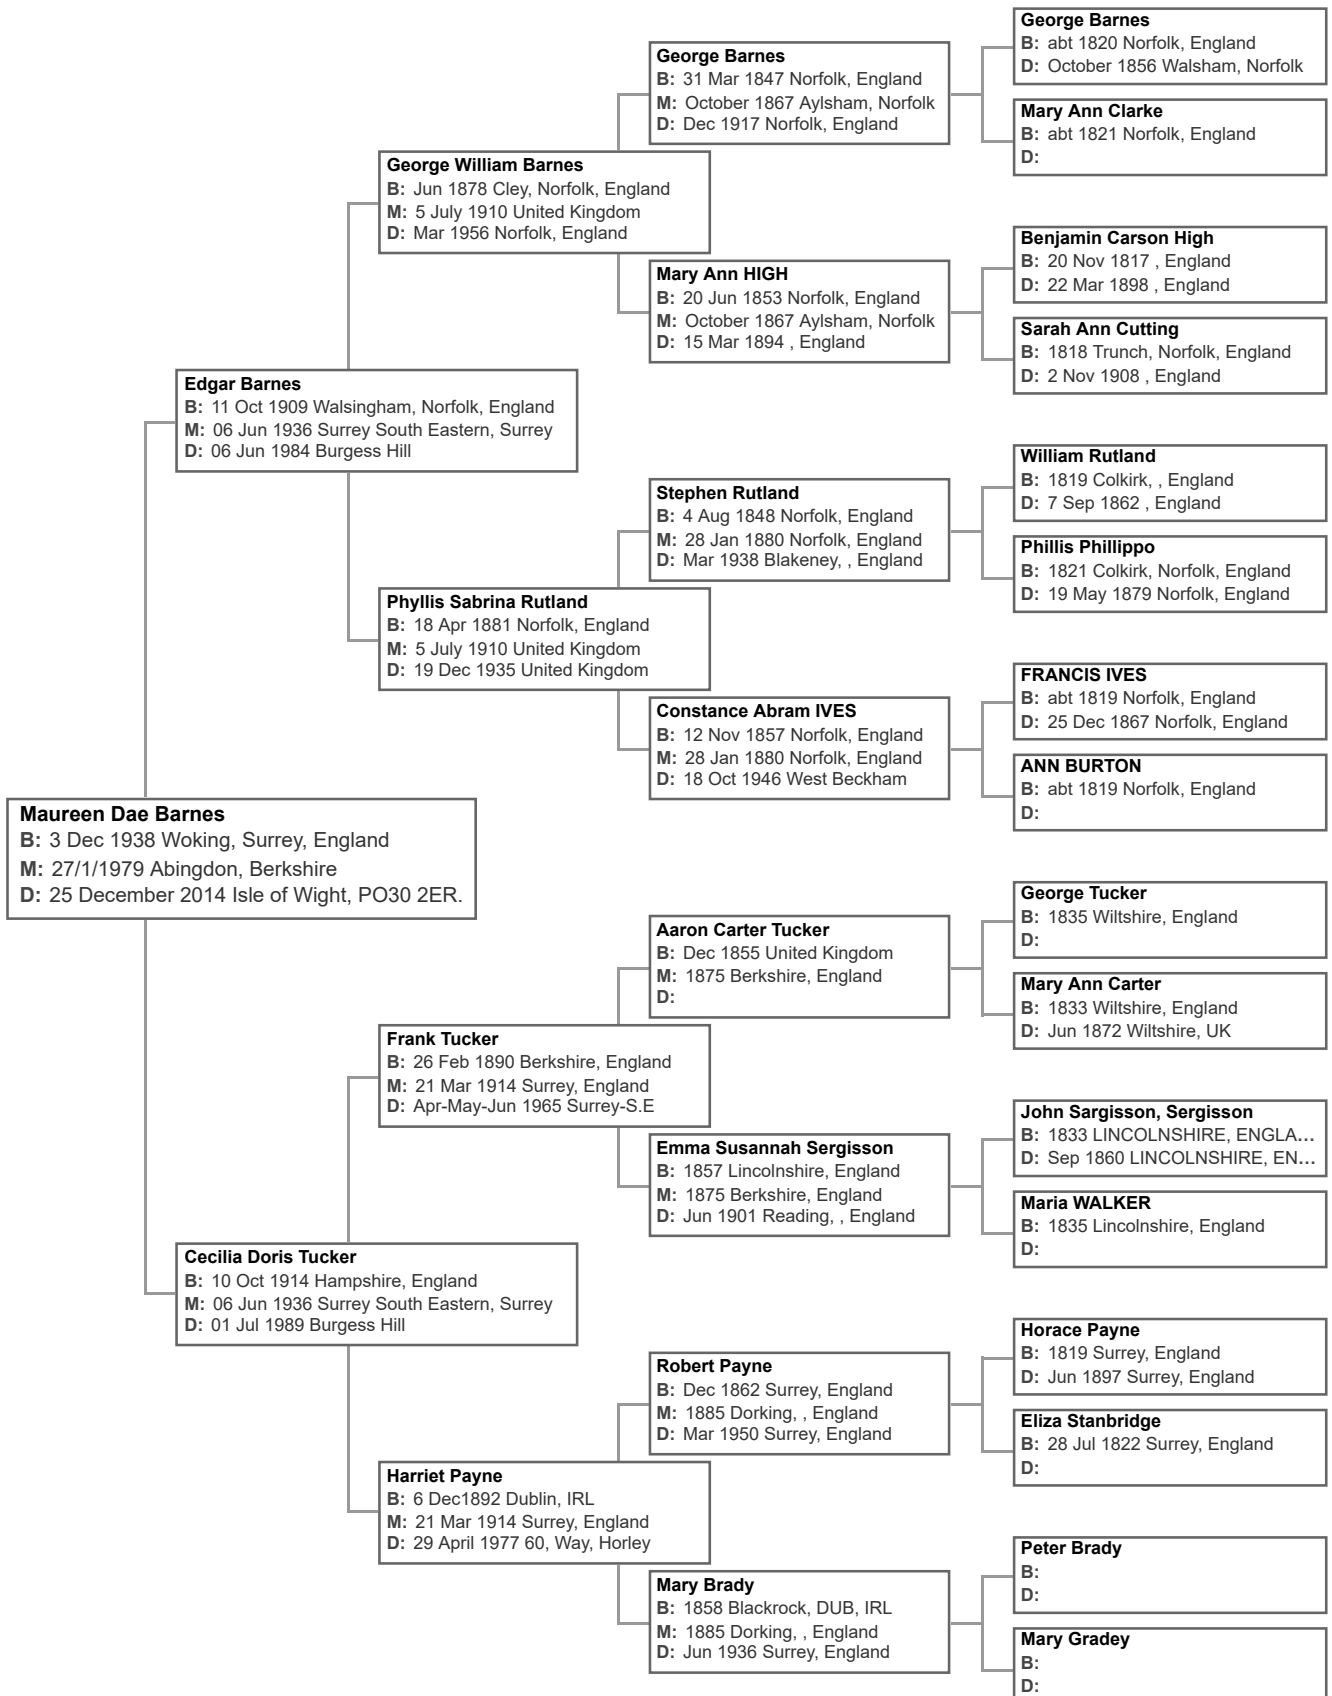 George Barnes
B: abt 1820 Norfolk, England
D: October 1856 Walsham, Norfolk
George Barnes
B: 31 Mar 1847 Norfolk, England
M: October 1867 Aylsham, Norfolk
D: Dec 1917 Norfolk, England
Mary Ann Clarke
B: abt 1821 Norfolk, England
D:
George William Barnes
B: Jun 1878 Cley, Norfolk, England
M: 5 July 1910 United Kingdom
D: Mar 1956 Norfolk, England
Benjamin Carson High
B: 20 Nov 1817 , England
D: 22 Mar 1898 , England
Mary Ann HIGH
B: 20 Jun 1853 Norfolk, England
M: October 1867 Aylsham, Norfolk
D: 15 Mar 1894 , England
Sarah Ann Cutting
B: 1818 Trunch, Norfolk, England
D: 2 Nov 1908 , England
Edgar Barnes
B: 11 Oct 1909 Walsingham, Norfolk, England
M: 06 Jun 1936 Surrey South Eastern, Surrey
D: 06 Jun 1984 Burgess Hill
William Rutland
B: 1819 Colkirk, , England
D: 7 Sep 1862 , England
Stephen Rutland
B: 4 Aug 1848 Norfolk, England
M: 28 Jan 1880 Norfolk, England
D: Mar 1938 Blakeney, , England
Phillis Phillippo
B: 1821 Colkirk, Norfolk, England
D: 19 May 1879 Norfolk, England
Phyllis Sabrina Rutland
B: 18 Apr 1881 Norfolk, England
M: 5 July 1910 United Kingdom
D: 19 Dec 1935 United Kingdom
FRANCIS IVES
B: abt 1819 Norfolk, England
D: 25 Dec 1867 Norfolk, England
Constance Abram IVES
B: 12 Nov 1857 Norfolk, England
M: 28 Jan 1880 Norfolk, England
D: 18 Oct 1946 West Beckham
ANN BURTON
B: abt 1819 Norfolk, England
D:
Maureen Dae Barnes
B: 3 Dec 1938 Woking, Surrey, England
M: 27/1/1979 Abingdon, Berkshire
D: 25 December 2014 Isle of Wight, PO30 2ER.
George Tucker
B: 1835 Wiltshire, England
D:
Aaron Carter Tucker
B: Dec 1855 United Kingdom
M: 1875 Berkshire, England
D:
Mary Ann Carter
B: 1833 Wiltshire, England
D: Jun 1872 Wiltshire, UK
Frank Tucker
B: 26 Feb 1890 Berkshire, England
M: 21 Mar 1914 Surrey, England
D: Apr-May-Jun 1965 Surrey-S.E
John Sargisson, Sergisson
B: 1833 LINCOLNSHIRE, ENGLA...
D: Sep 1860 LINCOLNSHIRE, EN...
Emma Susannah Sergisson
B: 1857 Lincolnshire, England
M: 1875 Berkshire, England
D: Jun 1901 Reading, , England
Maria WALKER
B: 1835 Lincolnshire, England
D:
Cecilia Doris Tucker
B: 10 Oct 1914 Hampshire, England
M: 06 Jun 1936 Surrey South Eastern, Surrey
D: 01 Jul 1989 Burgess Hill
Horace Payne
B: 1819 Surrey, England
D: Jun 1897 Surrey, England
Robert Payne
B: Dec 1862 Surrey, England
M: 1885 Dorking, , England
D: Mar 1950 Surrey, England
Eliza Stanbridge
B: 28 Jul 1822 Surrey, England
D:
Harriet Payne
B: 6 Dec1892 Dublin, IRL
M: 21 Mar 1914 Surrey, England
D: 29 April 1977 60, Way, Horley
Peter Brady
B:
D:
Mary Brady
B: 1858 Blackrock, DUB, IRL
M: 1885 Dorking, , England
D: Jun 1936 Surrey, England
Mary Gradey
B:
D: